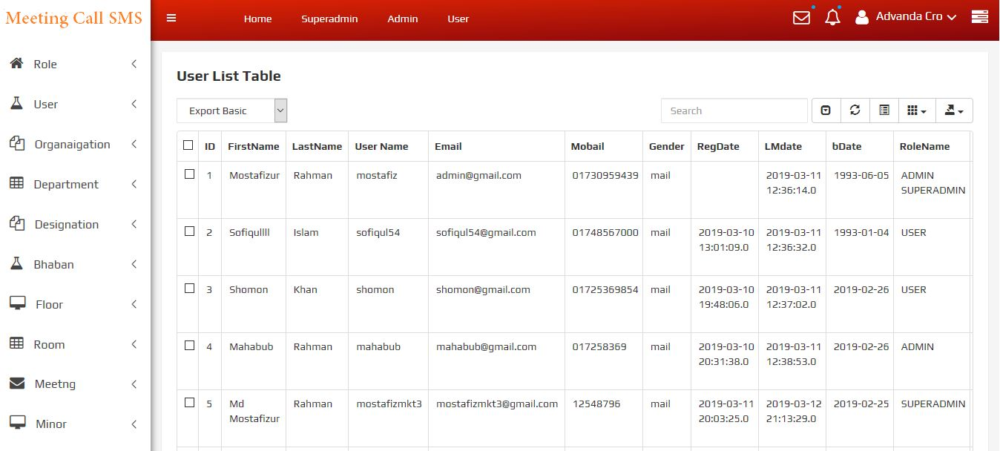 Meeting Call SMS
Home Superadmin Admin User Advanda Cro
Role
User
Organaigation
Department
Designation
Bhaban
Floor
Room
Meetng
Minor
User List Table
Export Basic Search
ID FirstName LastName User Name Email Mobail Gender RegDate LMdate bDate RoleName
1 Mostafizur Rahman mostafiz admin@gmail.com 01730959439 mail 2019-03-11 1993-06-05 ADMIN
12:36:14.0 SUPERADMIN
2 Sofiqullll Islam sofiqul54 sofiqul54@gmail.com 01748567000 mail 2019-03-10 2019-03-11 1993-01-04 USER
13:01:09.0 12:36:32.0
3 Shomon Khan shomon shomon@gmail.com 01725369854 mail 2019-03-10 2019-03-11 2019-02-26 USER
19:48:06.0 12:37:02.0
4 Mahabub Rahman mahabub mahabub@gmail.com 017258369 mail 2019-03-10 2019-03-11 2019-02-26 ADMIN
20:31:38.0 12:38:53.0
5 Md Rahman mostafizmkt3 mostafizmkt3@gmail.com 12548796 mail 2019-03-11 2019-03-12 2019-02-25 SUPERADMIN
Mostafizur 20:03:25.0 21:13:29.0